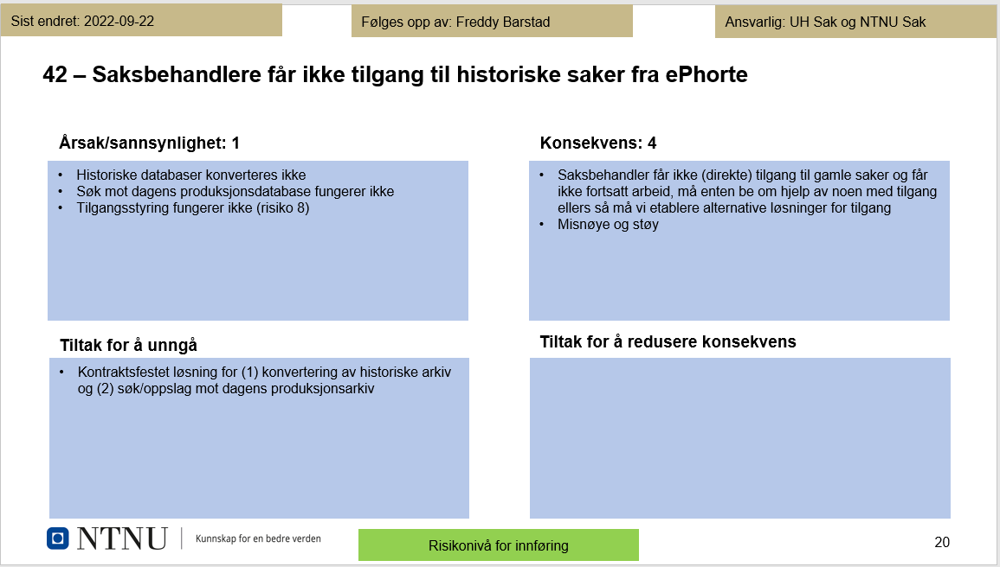 Sist endret: 2022-09-22
Følges opp av: Freddy Barstad
Ansvarlig: UH Sak og NTNU Sak
42 – Saksbehandlere får ikke tilgang til historiske saker fra ePhorte
Årsak/sannsynlighet: 1
• Historiske databaser konverteres ikke
• Søk mot dagens produksjonsdatabase fungerer ikke
• Tilgangsstyring fungerer ikke (risiko 8)
Konsekvens: 4
• Saksbehandler får ikke (direkte) tilgang til gamle saker og får
ikke fortsatt arbeid, må enten be om hjelp av noen med tilgang
ellers så må vi etablere alternative løsninger for tilgang
• Misnøye og støy
Tiltak for å unngå
• Kontraktsfestet løsning for (1) konvertering av historiske arkiv
og (2) søk/oppslag mot dagens produksjonsarkiv
Tiltak for å redusere konsekvens
NTNU
Kunnskap for en bedre verden
Risikonivå for innføring
20